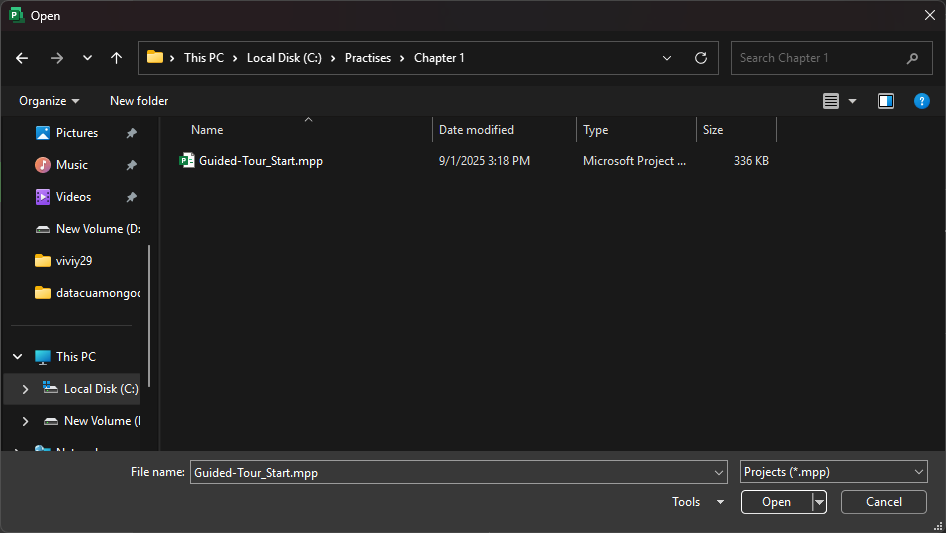 Open
This PC > Local Disk (C:) > Practises > Chapter 1
Search Chapter 1
Organize
New folder
Pictures
Music
Videos
New Volume (D:
viviy29
datacuamongoo
This PC
Local Disk (C:)
New Volume (
Name
Date modified
Type
Size
Guided-Tour_Start.mpp
9/1/2025 3:18 PM
Microsoft Project ...
336 KB
File name:
Guided-Tour_Start.mpp
Projects (*.mpp)
Tools
Open
Cancel